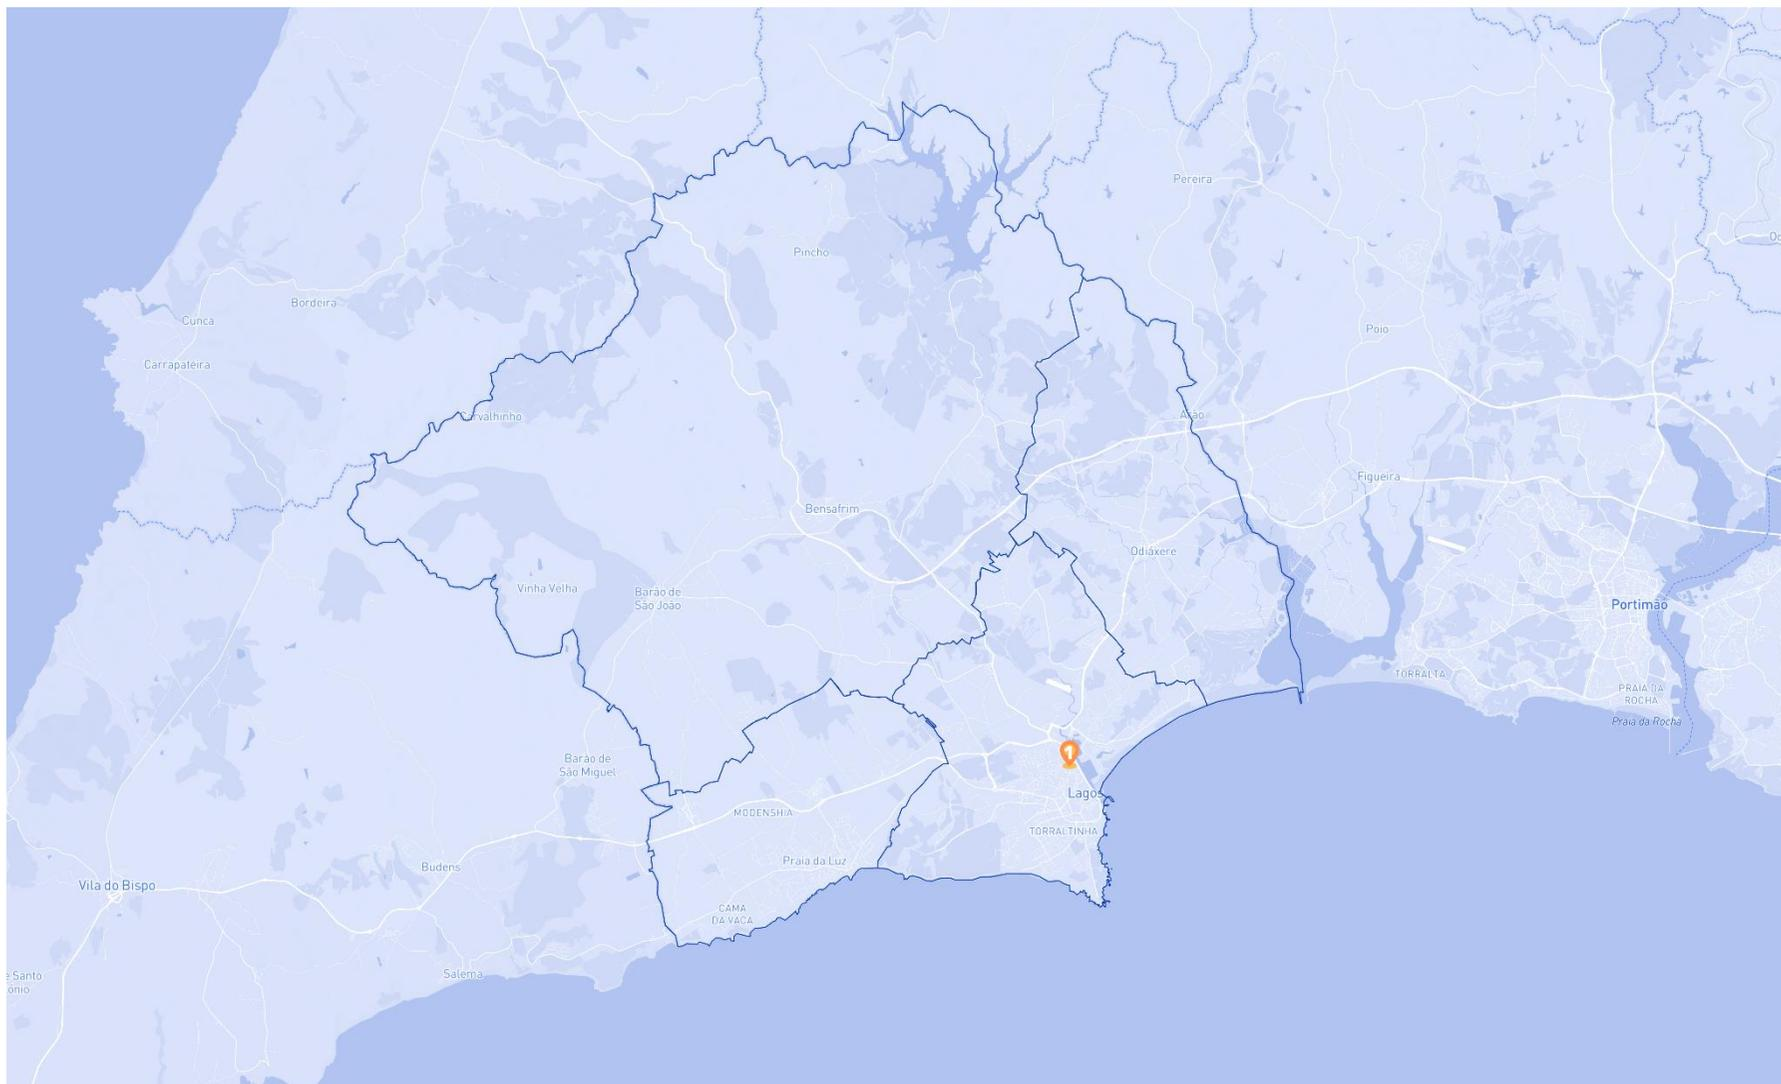 Pereira
Pincho
Bordeira
Cunca
Poio
Carrapateira
Carvalhinho
Arão
Figueira
Bensafrim
Odiáxere
Vinha Velha
Barão de
São João
Portimão
TORRALTA
PRAIA DA
ROCHA
Praia da Rocha
1
Barão de
São Miguel
Lagos
MODENSHIA
TORRALTINHA
Praia da Luz
Budens
Vila do Bispo
CAMA
DA VACA
Salema
e Santo
ónio